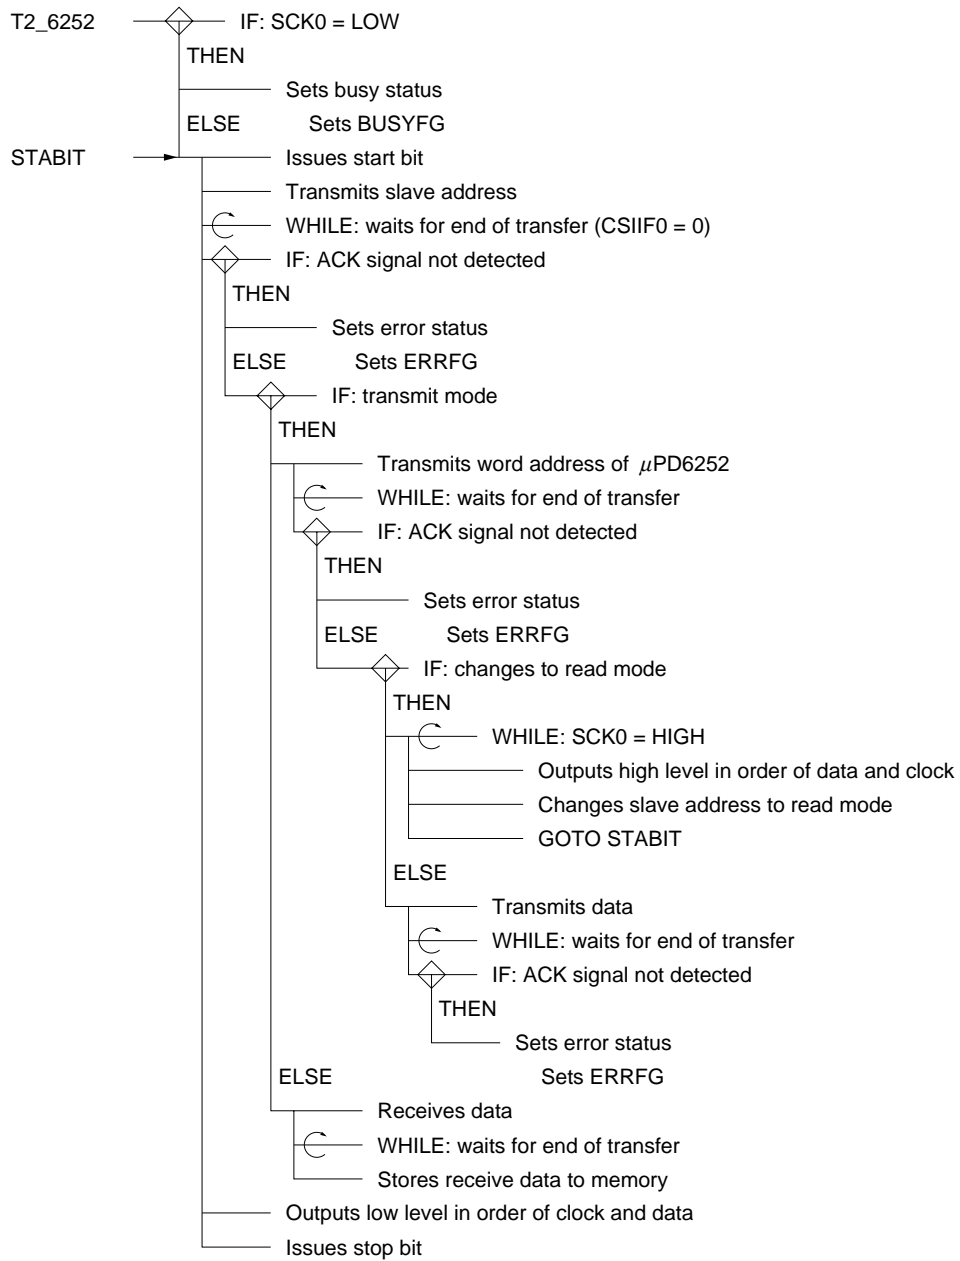 T2_6252 IF: SCK0 = LOW
THEN
Sets busy status
ELSE Sets BUSYFG
STABIT Issues start bit
Transmits slave address
WHILE: waits for end of transfer (CSIIF0 = 0)
IF: ACK signal not detected
THEN
Sets error status
ELSE Sets ERRFG
IF: transmit mode
THEN
Transmits word address of μPD6252
WHILE: waits for end of transfer
IF: ACK signal not detected
THEN
Sets error status
ELSE Sets ERRFG
IF: changes to read mode
THEN
WHILE: SCK0 = HIGH
Outputs high level in order of data and clock
Changes slave address to read mode
GOTO STABIT
ELSE
Transmits data
WHILE: waits for end of transfer
IF: ACK signal not detected
THEN
Sets error status
ELSE Sets ERRFG
Receives data
WHILE: waits for end of transfer
Stores receive data to memory
Outputs low level in order of clock and data
Issues stop bit